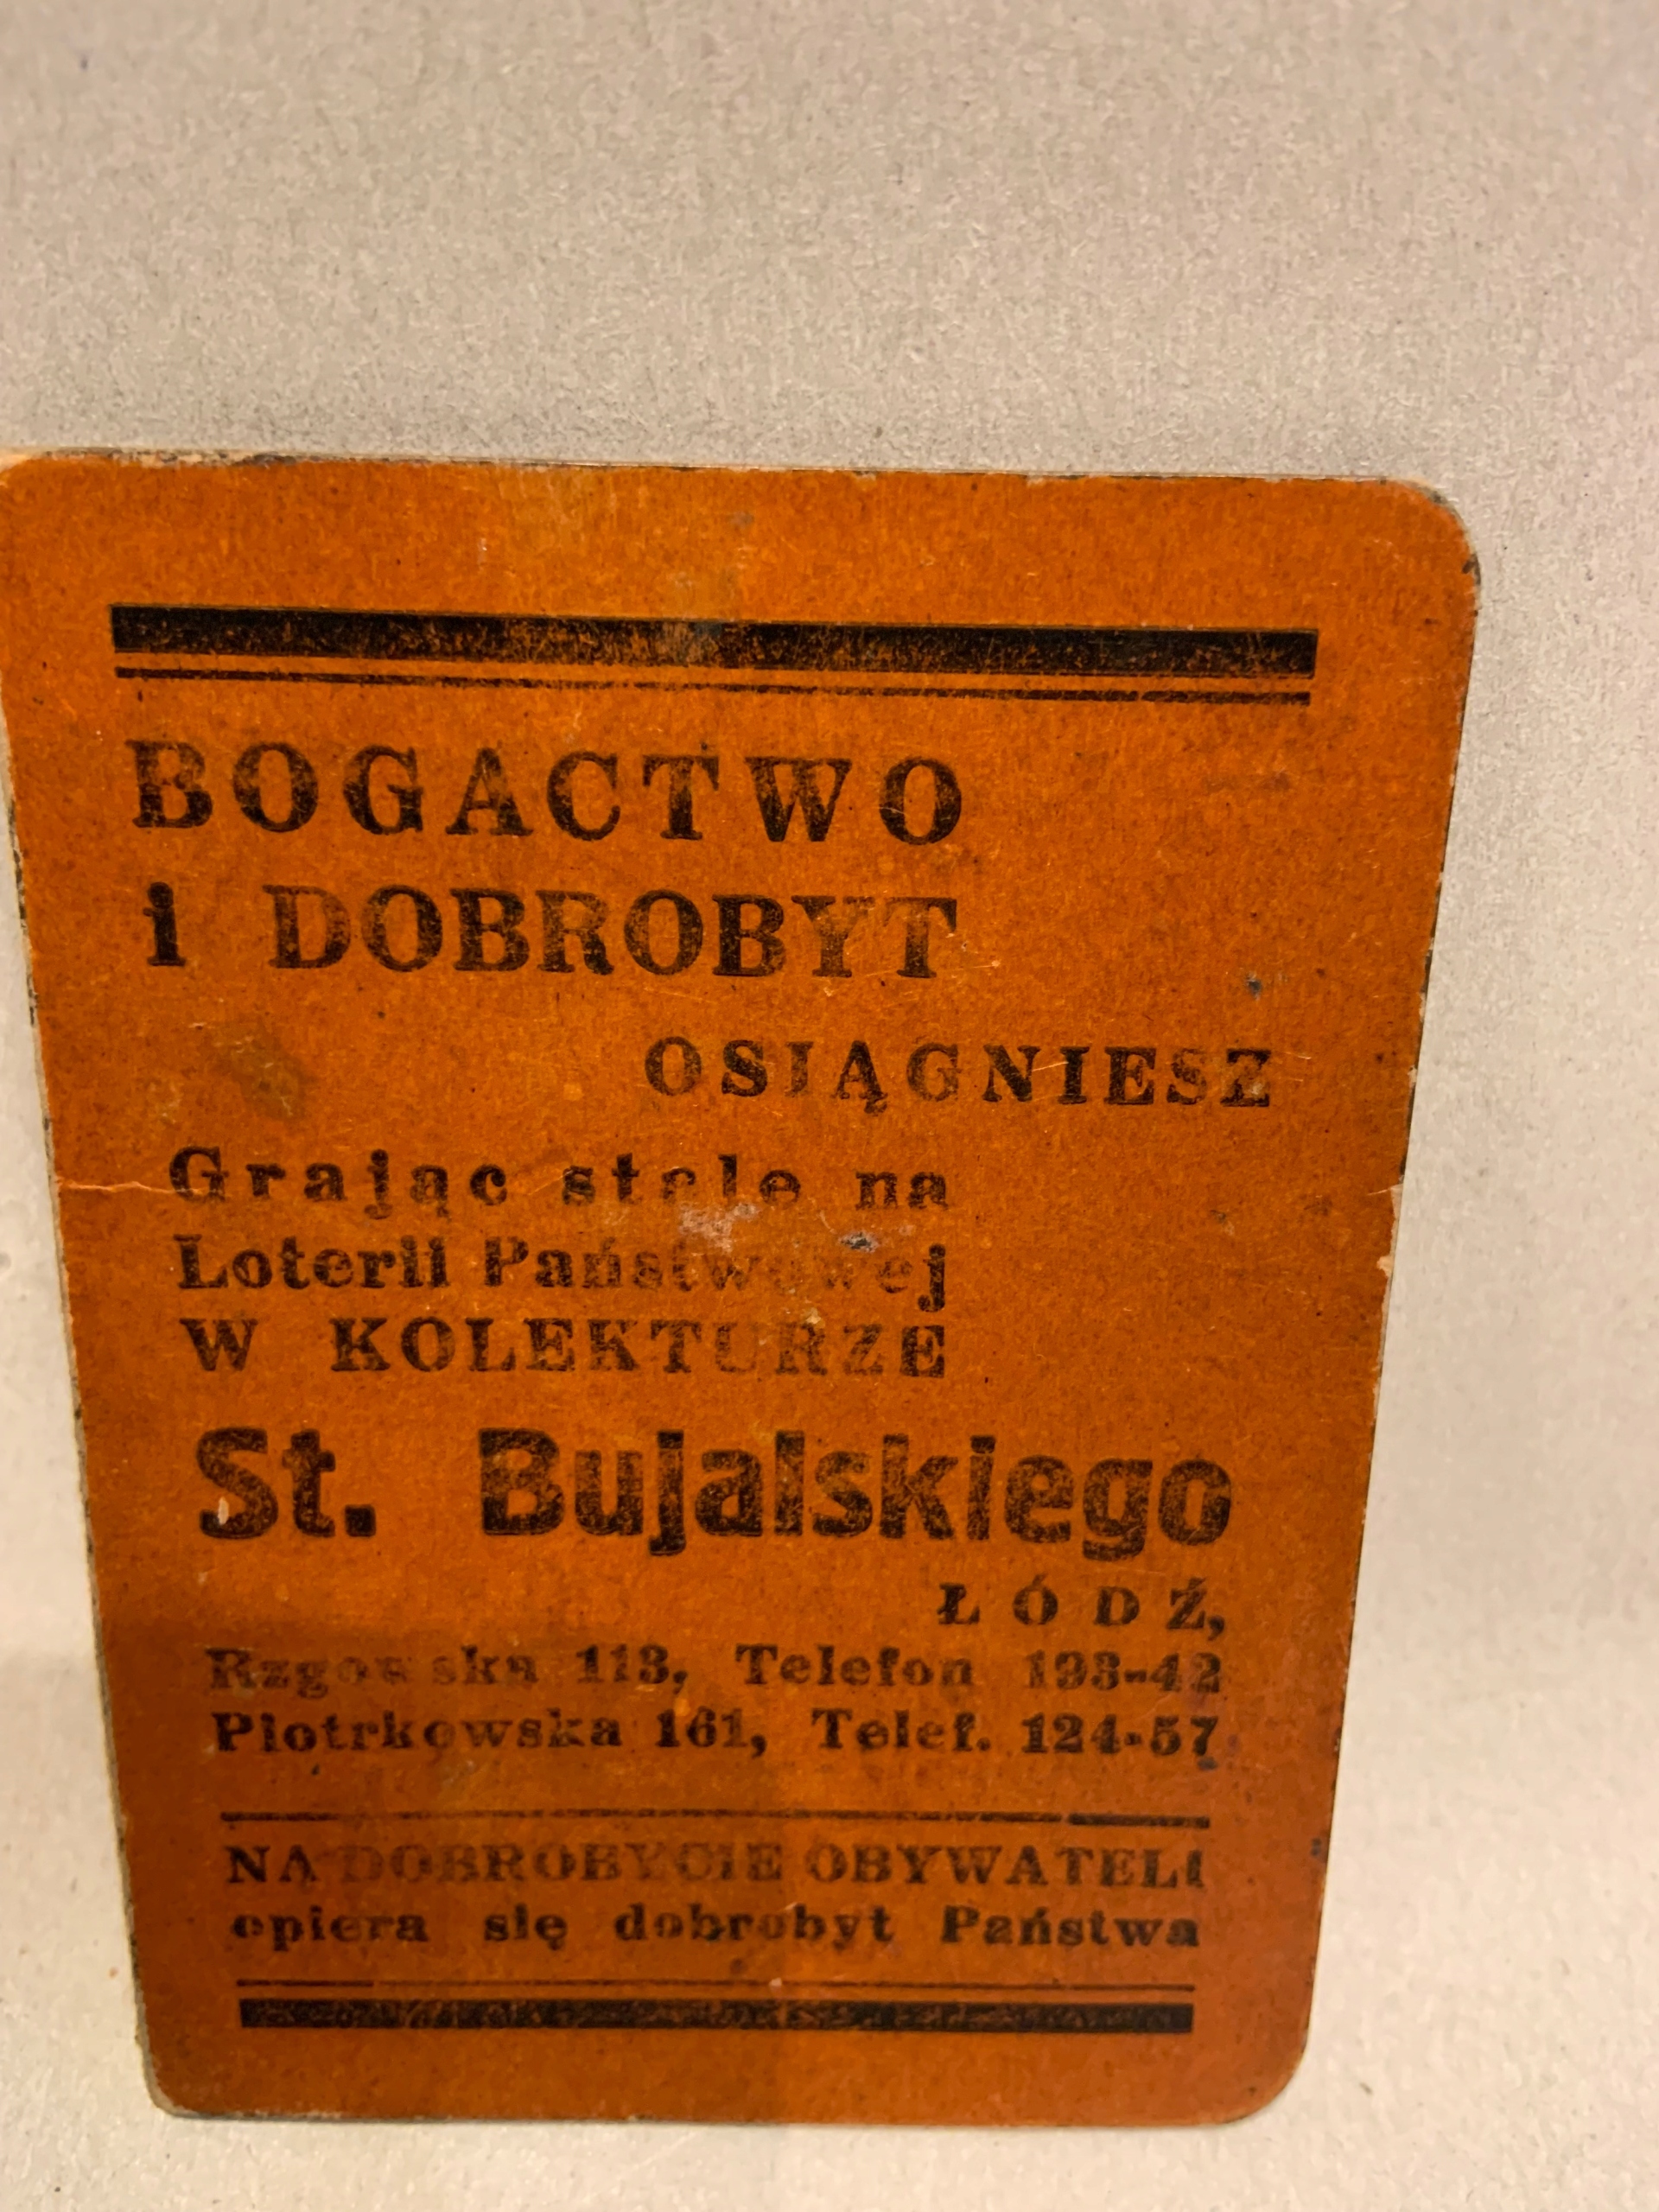 BOGACTWO
i DOBROBYT
OSIĄGNIESZ
Grając stale na
Loterii Państwowej
W KOLEKTURZE
St. Bujalskiego
ŁÓDŹ,
Rzgowska 113, Telefon 193-42
Piotrkowska 161, Telef. 124-57
NA DOBROBYCIE OBYWATELI
opiera się dobrobyt Państwa